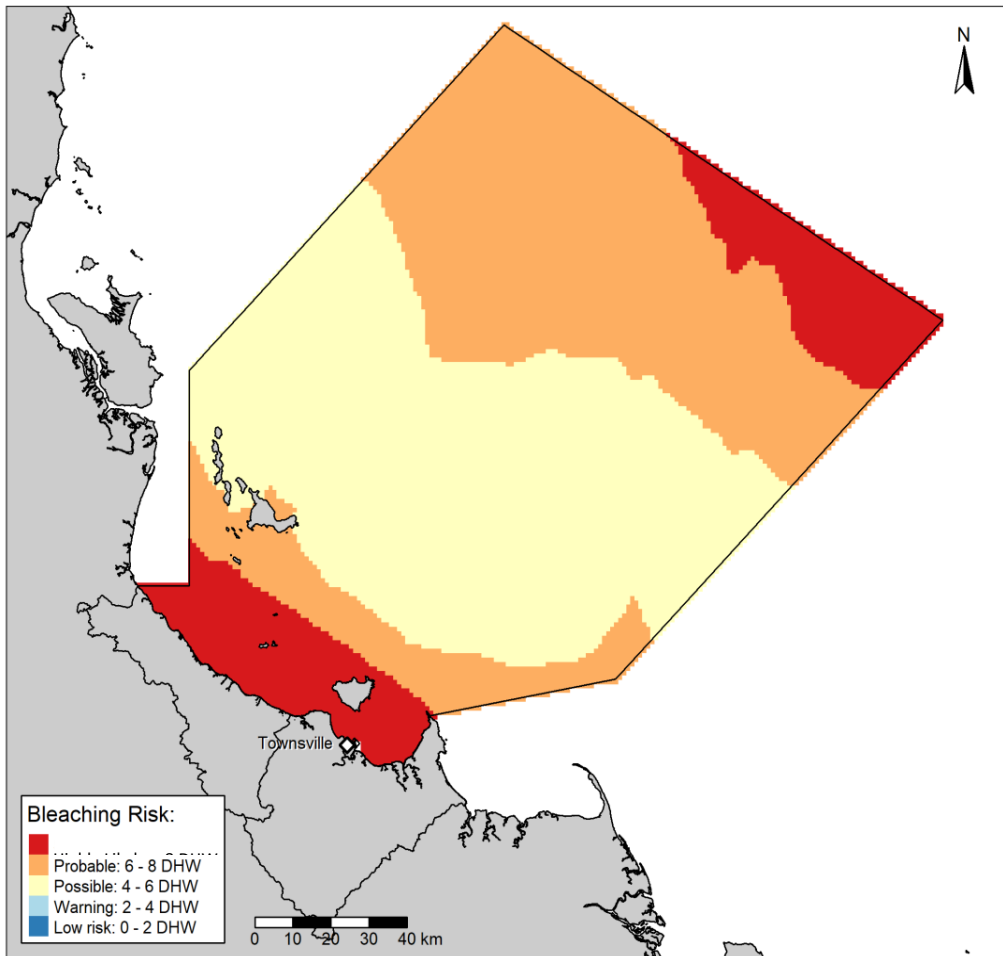 N
Townsville
Bleaching Risk:
Probable: 6 - 8 DHW
Possible: 4 - 6 DHW
Warning: 2 - 4 DHW
Low risk: 0 - 2 DHW
0 10 20 30 40 km